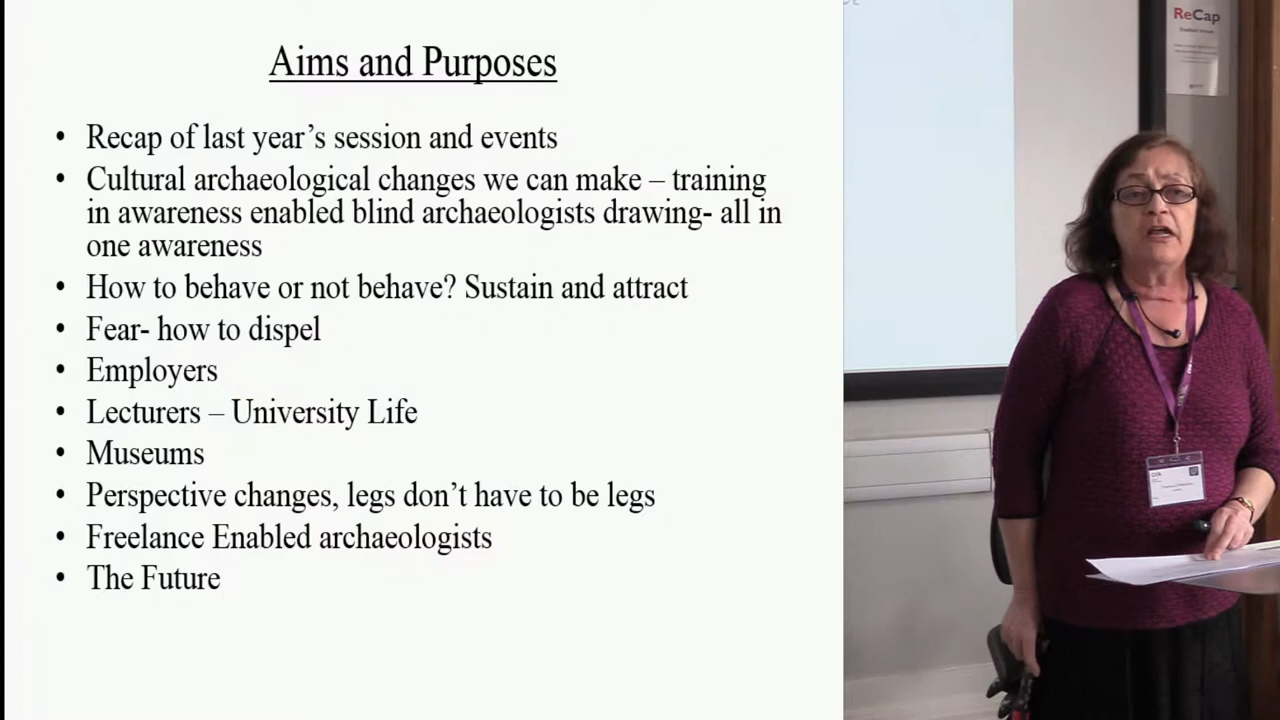 Aims and Purposes
• Recap of last year's session and events
• Cultural archaeological changes we can make – training
in awareness enabled blind archaeologists drawing- all in
one awareness
• How to behave or not behave? Sustain and attract
• Fear- how to dispel
• Employers
• Lecturers – University Life
• Museums
• Perspective changes, legs don't have to be legs
• Freelance Enabled archaeologists
• The Future
ReCap